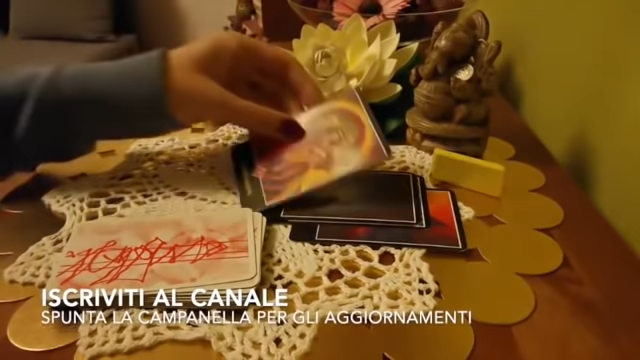 ISCRIVITI AL CANALE
SPUNTA LA CAMPANELLA PER GLI AGGIORNAMENTI